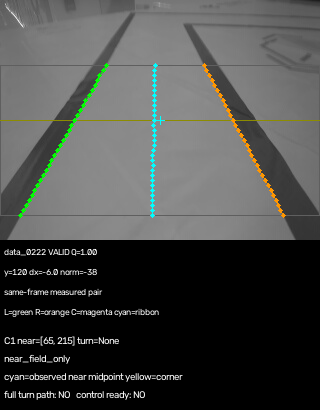 data_0222 VALID Q=1.00
y=120 dx=-6.0 norm=-38
same-frame measured pair
L=green R=orange C=magenta cyan=ribbon
C1 near=[65, 215] turn=None
near_field_only
cyan=observed near midpoint yellow=corner
full turn path: NO control ready: NO